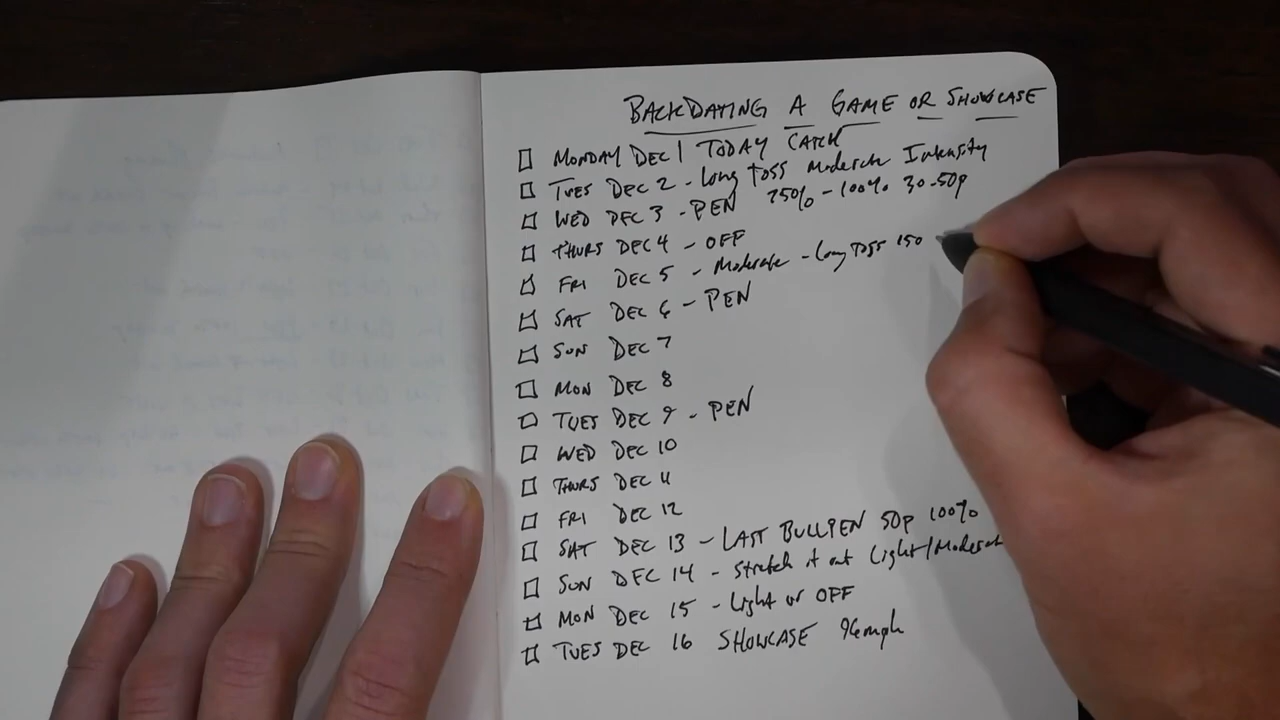 BACKDATING A GAME OR SHOWCASE
MONDAY DEC 1 TODAY CATCH
TUES DEC 2 - Long Toss Moderate Intensity
WED DEC 3 - PEN 75% - 100% 30-50p
THURS DEC 4 - OFF
FRI DEC 5 - Moderate - Long Toss 150
SAT DEC 6 - PEN
SUN DEC 7
MON DEC 8
TUES DEC 9 - PEN
WED DEC 10
THURS DEC 11
FRI DEC 12
SAT DEC 13 - LAST BULLPEN 50p 100%
SUN DEC 14 - Stretch it out Light/Moderate
MON DEC 15 - Light or OFF
TUES DEC 16 SHOWCASE 96mph